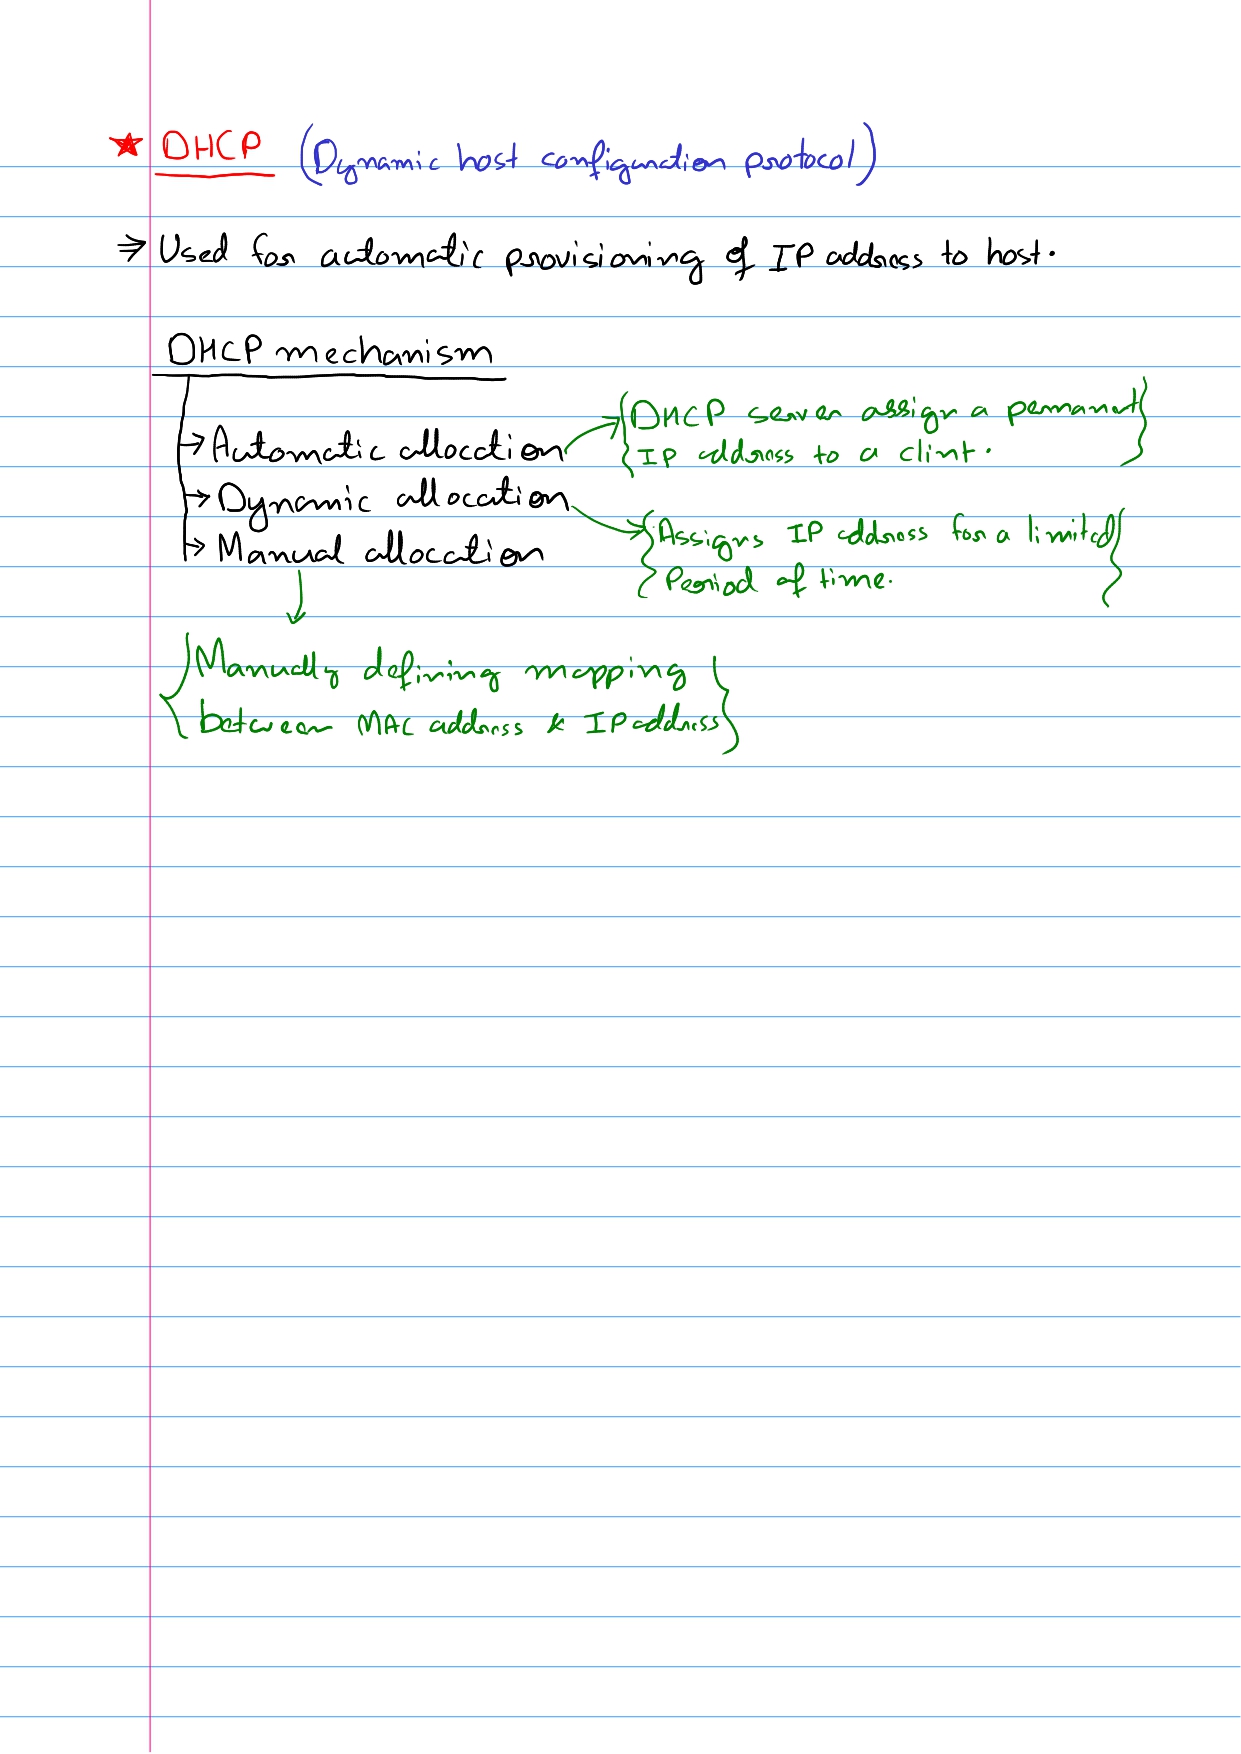 ★ DHCP (Dynamic host configuration protocol)
⇒ Used for automatic provisioning of IP address to host.
DHCP mechanism
→ Automatic allocation → {DHCP server assign a permanent
IP address to a clint.}
→ Dynamic allocation → {Assigns IP address for a limited
Period of time.}
→ Manual allocation
↓
{Manually defining mapping
between MAC address & IP address}